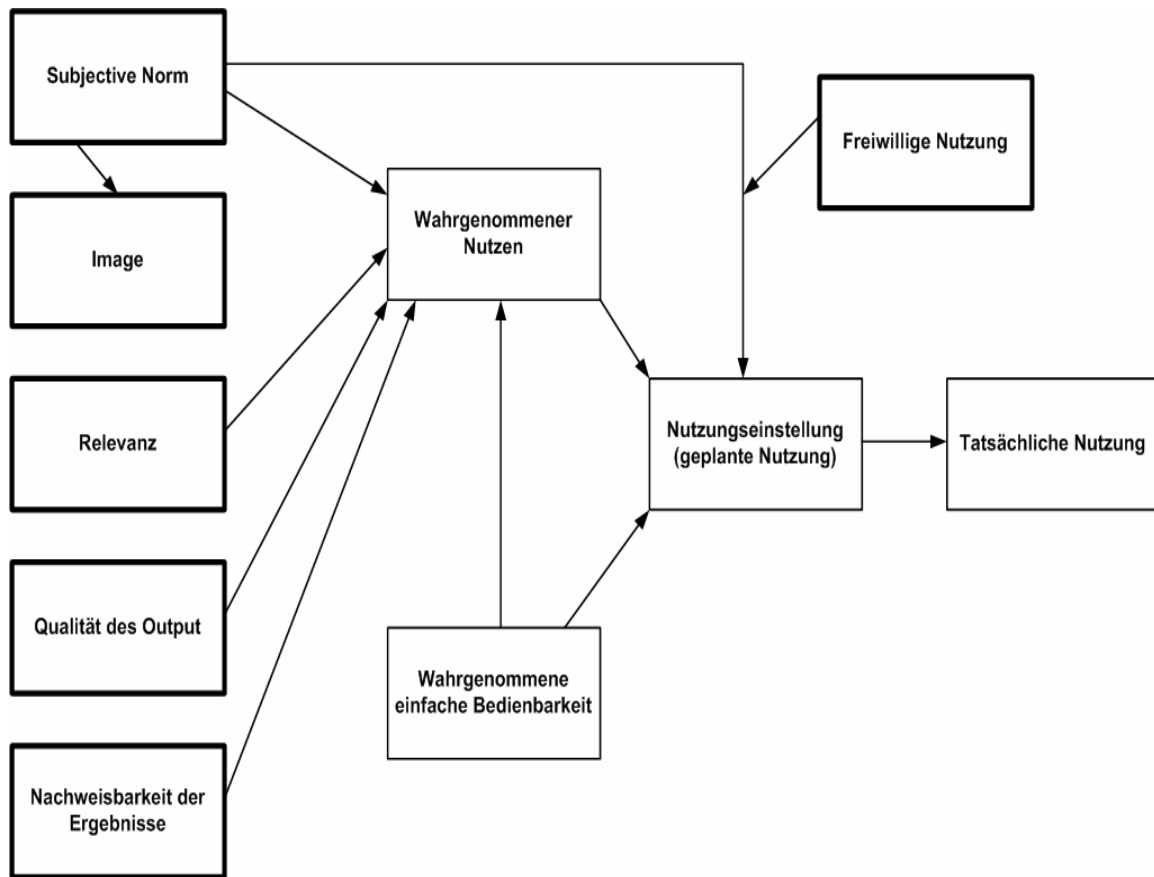 Subjective Norm
Freiwillige Nutzung
Wahrgenommener
Nutzen
Image
Relevanz
Nutzungseinstellung
(geplante Nutzung)
Tatsächliche Nutzung
Qualität des Output
Wahrgenommene
einfache Bedienbarkeit
Nachweisbarkeit der
Ergebnisse